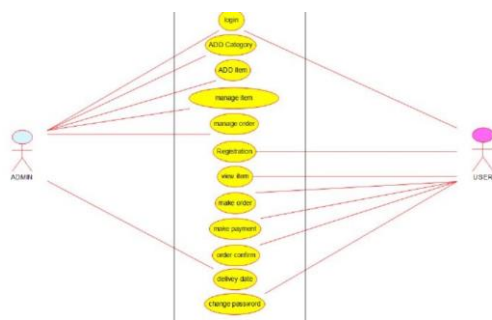 login
ADD Category
ADD item
manage item
manage order
Registration
view item
make order
make payment
order confirm
delivey date
change password
ADMIN
USER